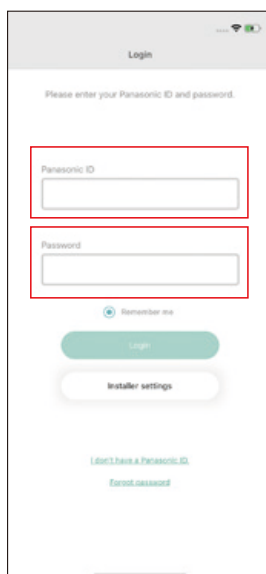 Login
Please enter your Panasonic ID and password.
Panasonic ID
Password
Remember me
Login
Installer settings
I don't have a Panasonic ID.
Forgot password